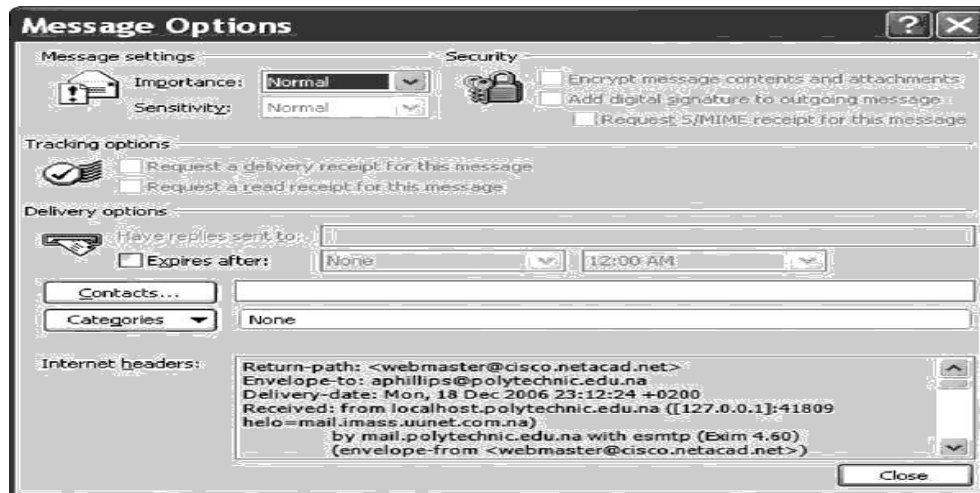 Message Options
Message settings
Importance: Normal
Sensitivity: Normal
Security
Encrypt message contents and attachments
Add digital signature to outgoing message
Request S/MIME receipt for this message
Tracking options
Request a delivery receipt for this message
Request a read receipt for this message
Delivery options
Have replies sent to:
Expires after: None 12:00 AM
Contacts...
Categories None
Internet headers:
Return-path: <webmaster@cisco.netacad.net>
Envelope-to: aphillips@polytechnic.edu.na
Delivery-date: Mon, 18 Dec 2006 23:12:24 +0200
Received: from localhost.polytechnic.edu.na ([127.0.0.1]:41809
helo=mail.imass.uunet.com.na)
by mail.polytechnic.edu.na with esmtp (Exim 4.60)
(envelope-from <webmaster@cisco.netacad.net>)
Close